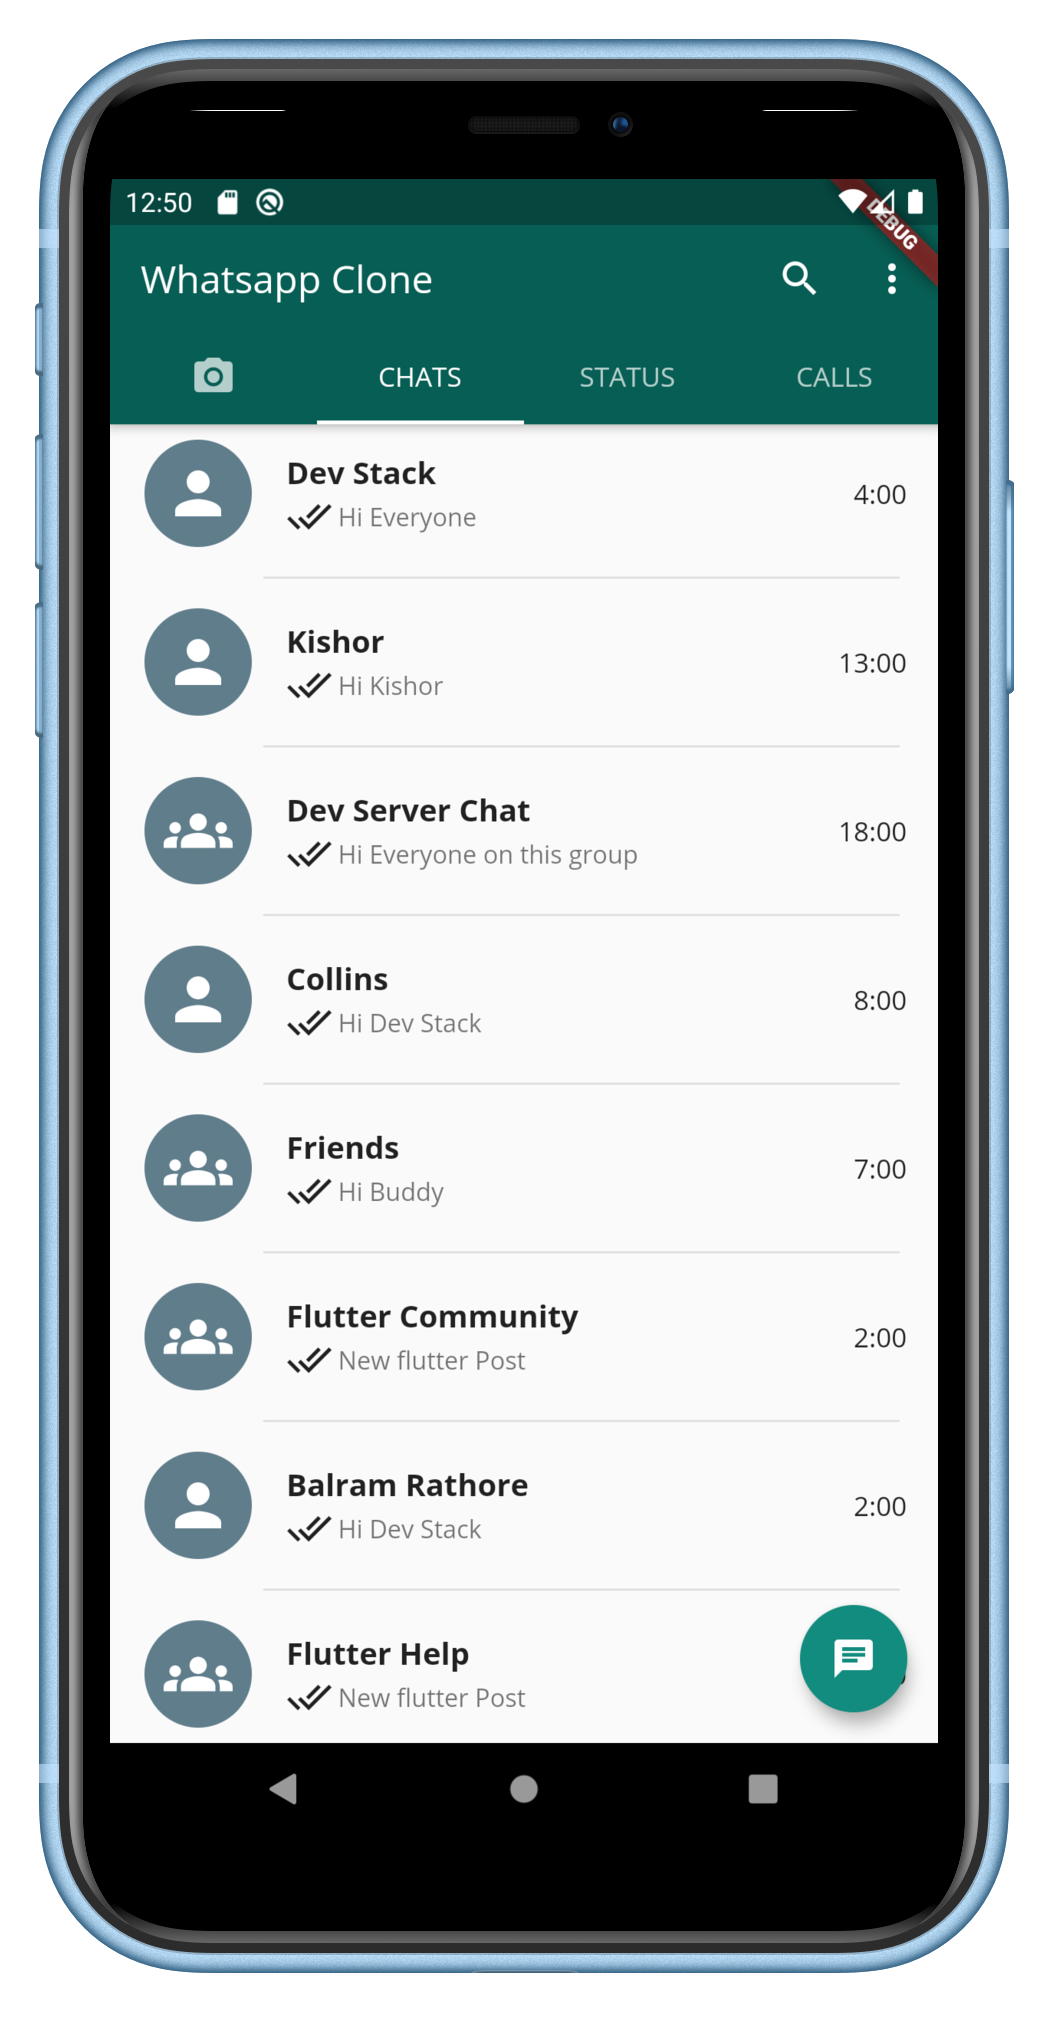 12:50
DEBUG
Whatsapp Clone
CHATS STATUS CALLS
Dev Stack
Hi Everyone
4:00
Kishor
Hi Kishor
13:00
Dev Server Chat
Hi Everyone on this group
18:00
Collins
Hi Dev Stack
8:00
Friends
Hi Buddy
7:00
Flutter Community
New flutter Post
2:00
Balram Rathore
Hi Dev Stack
2:00
Flutter Help
New flutter Post